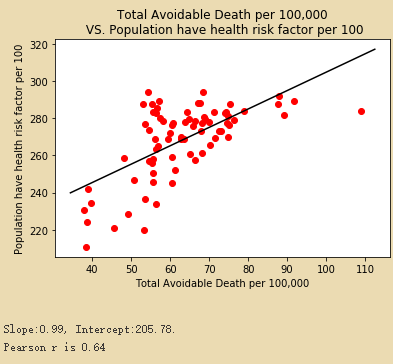 Total Avoidable Death per 100,000
VS. Population have health risk factor per 100
Population have health risk factor per 100
320
300
280
260
240
220
40 50 60 70 80 90 100 110
Total Avoidable Death per 100,000
Slope:0.99, Intercept:205.78.
Pearson r is 0.64